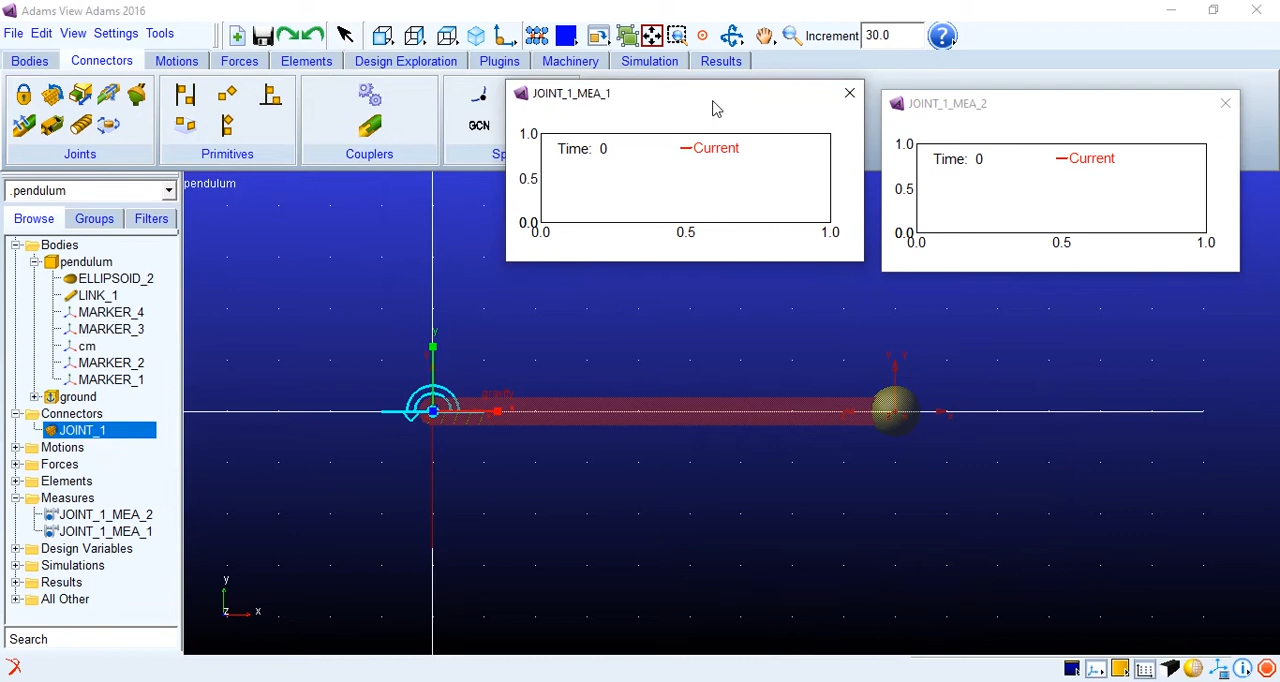 Adams View Adams 2016
File Edit View Settings Tools
Increment 30.0
Bodies Connectors Motions Forces Elements Design Exploration Plugins Machinery Simulation Results
GCN
Joints Primitives Couplers Sp
JOINT_1_MEA_1
1.0
Time: 0
Current
0.5
0.0
0.0 0.5 1.0
JOINT_1_MEA_2
1.0
Time: 0
Current
0.5
0.0
0.0 0.5 1.0
.pendulum
Browse Groups Filters
Bodies
pendulum
ELLIPSOID_2
LINK_1
MARKER_4
MARKER_3
cm
MARKER_2
MARKER_1
ground
Connectors
JOINT_1
Motions
Forces
Elements
Measures
JOINT_1_MEA_2
JOINT_1_MEA_1
Design Variables
Simulations
Results
All Other
Search
pendulum
y
gravity
x
y
z x